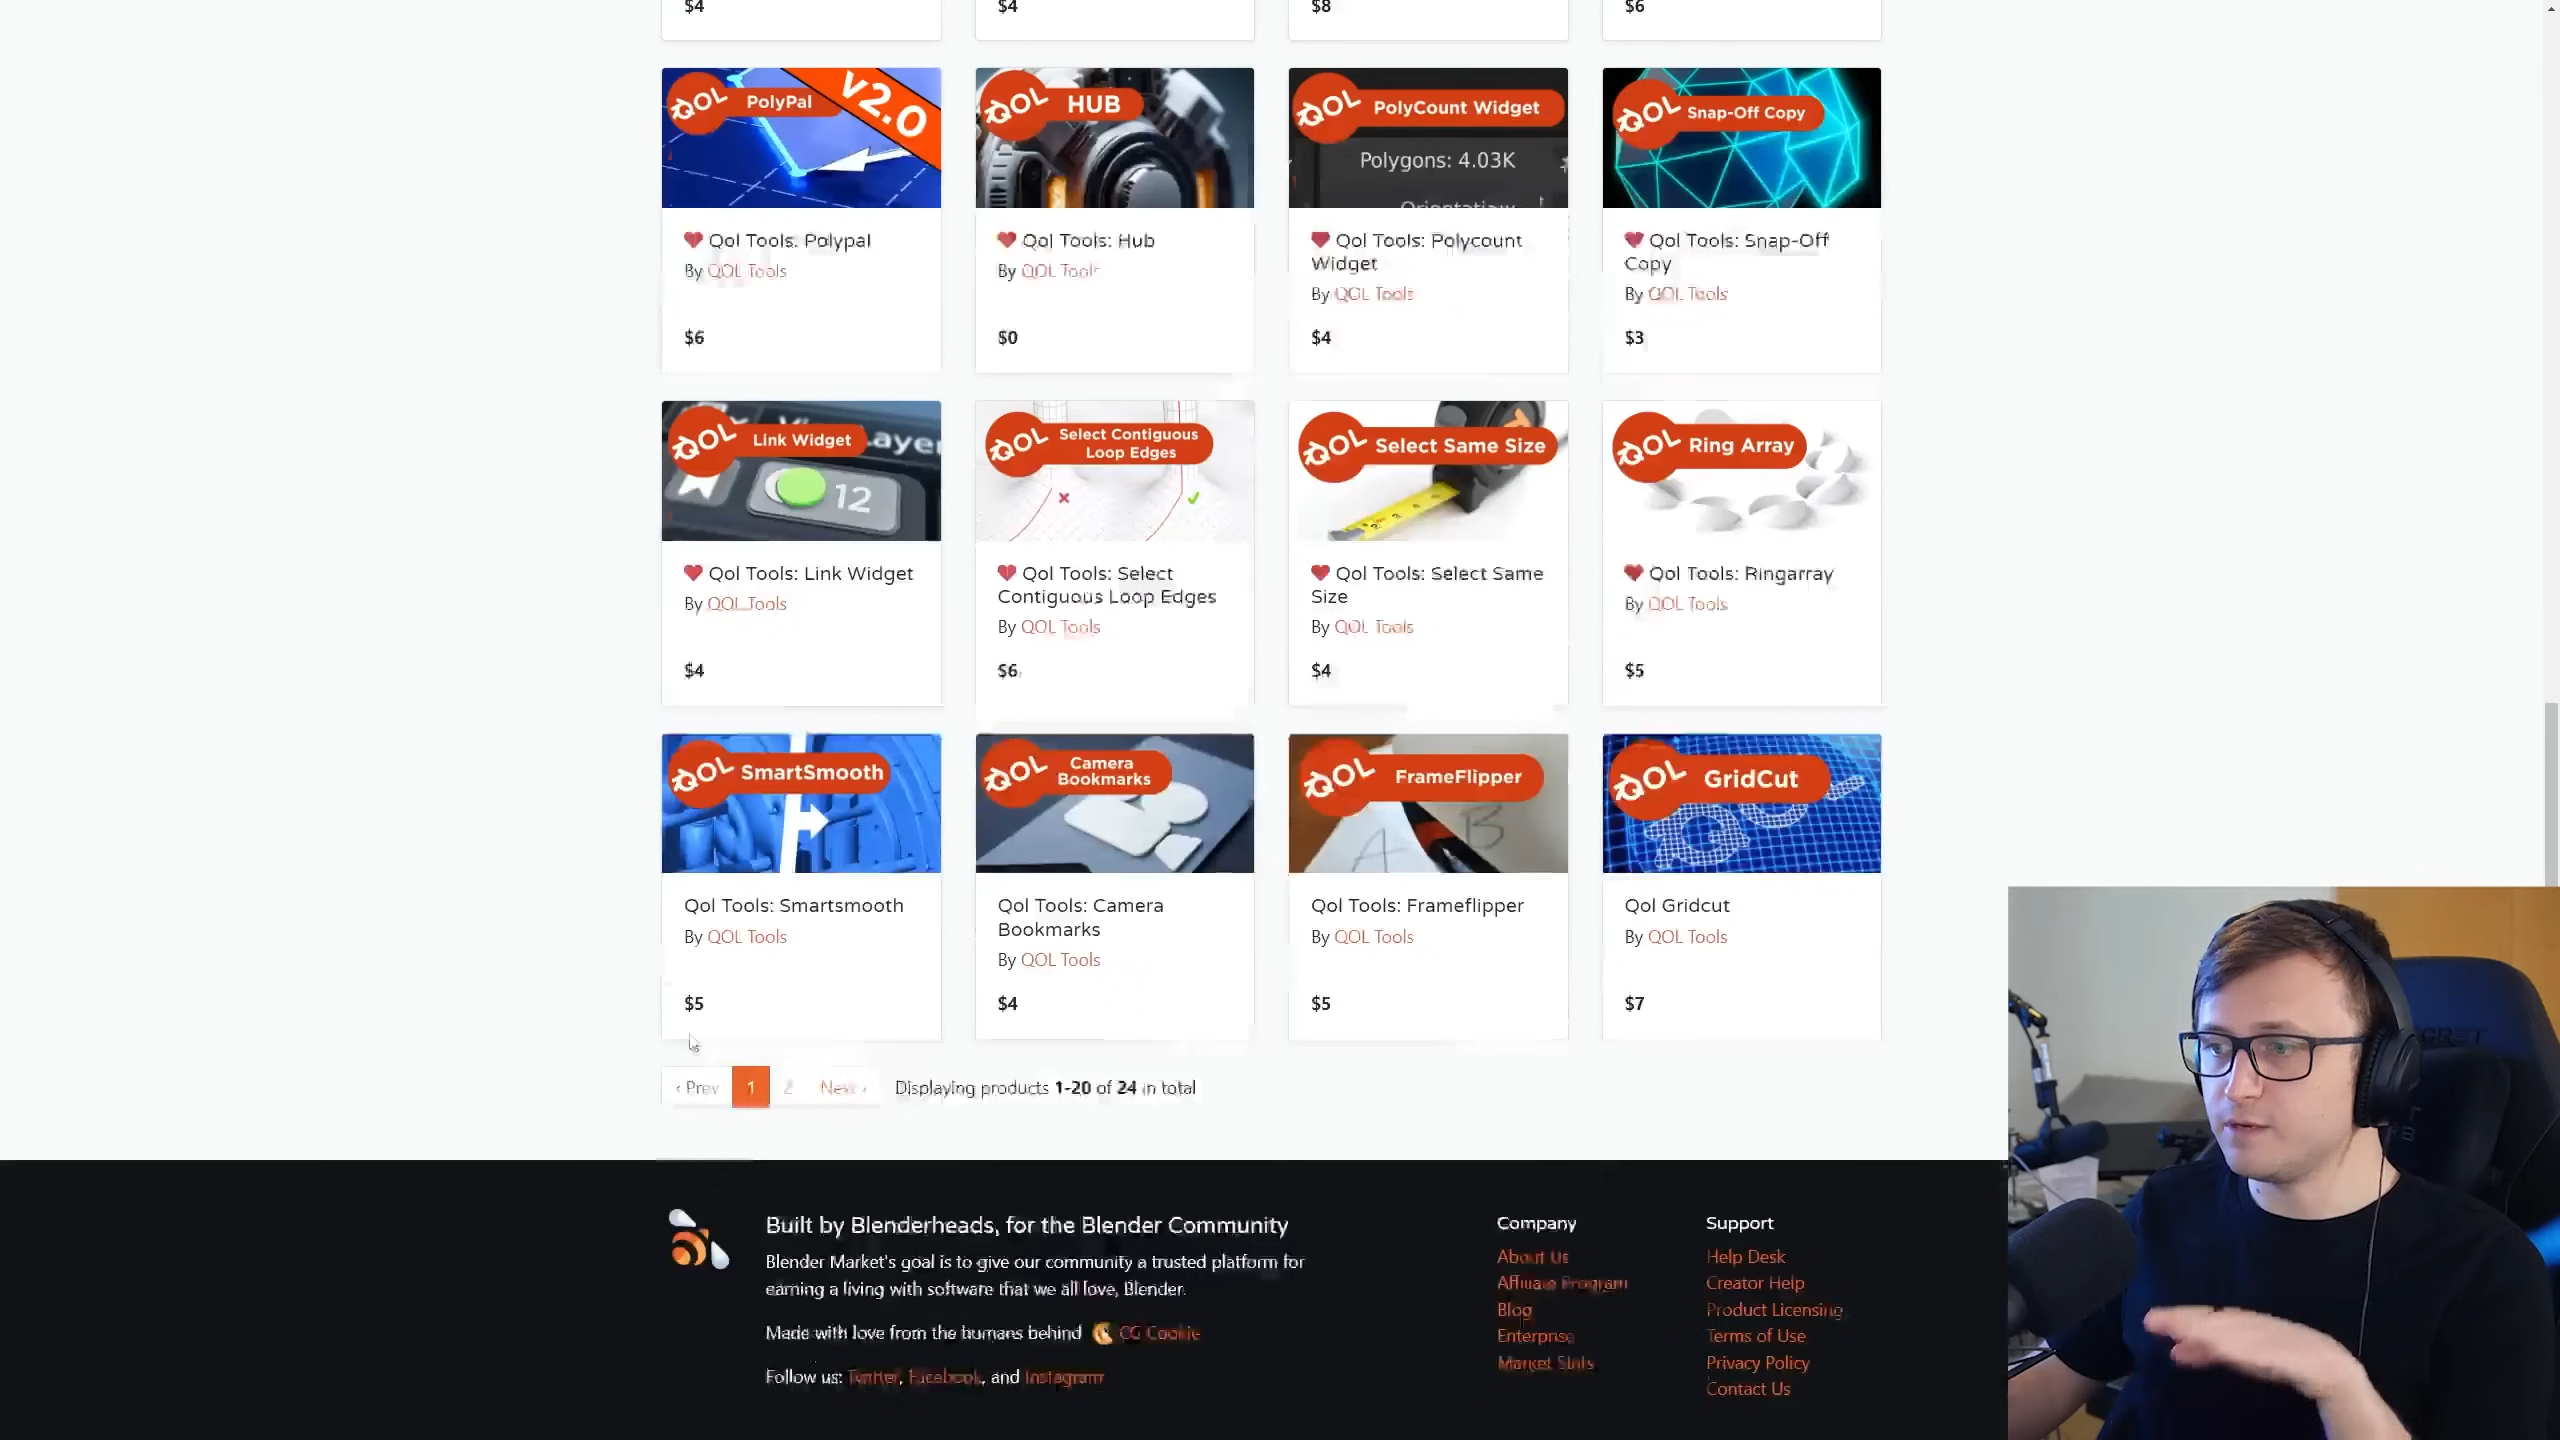 $4
$4
$8
$6
QOL PolyPal
v2.0
QOL HUB
QOL PolyCount Widget
Polygons: 4.03K
QOL Snap-Off Copy
Qol Tools: Polypal
By QOL Tools
$6
Qol Tools: Hub
By QOL Tools
$0
Qol Tools: Polycount
Widget
By QOL Tools
$4
Qol Tools: Snap-Off
Copy
By QOL Tools
$3
QOL Link Widget
12
QOL Select Contiguous
Loop Edges
QOL Select Same Size
QOL Ring Array
Qol Tools: Link Widget
By QOL Tools
$4
Qol Tools: Select
Contiguous Loop Edges
By QOL Tools
$6
Qol Tools: Select Same
Size
By QOL Tools
$4
Qol Tools: Ringarray
By QOL Tools
$5
QOL SmartSmooth
QOL Camera
Bookmarks
QOL FrameFlipper
A B
QOL GridCut
QOL
Qol Tools: Smartsmooth
By QOL Tools
$5
Qol Tools: Camera
Bookmarks
By QOL Tools
$4
Qol Tools: Frameflipper
By QOL Tools
$5
Qol Gridcut
By QOL Tools
$7
‹ Prev 1 2 Next › Displaying products 1-20 of 24 in total
Built by Blenderheads, for the Blender Community
Blender Market's goal is to give our community a trusted platform for
earning a living with software that we all love, Blender.
Made with love from the humans behind CG Cookie
Follow us: Twitter, Facebook, and Instagram
Company
About Us
Affiliate Program
Blog
Enterprise
Market Stats
Support
Help Desk
Creator Help
Product Licensing
Terms of Use
Privacy Policy
Contact Us